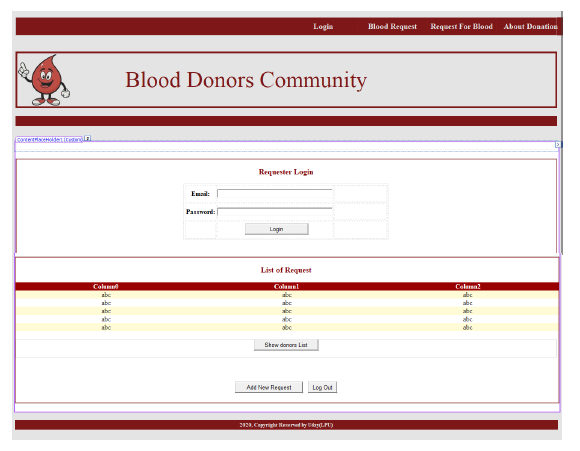 Login Blood Request Request For Blood About Donation
Blood Donors Community
ContentPlaceHolder1 (Custom)
Requester Login
Email:
Password:
Login
List of Request
Column0 Column1 Column2
abc abc abc
abc abc abc
abc abc abc
abc abc abc
abc abc abc
Show donors List
Add New Request Log Out
2020, Copyright Reserved by Uday(LPU)